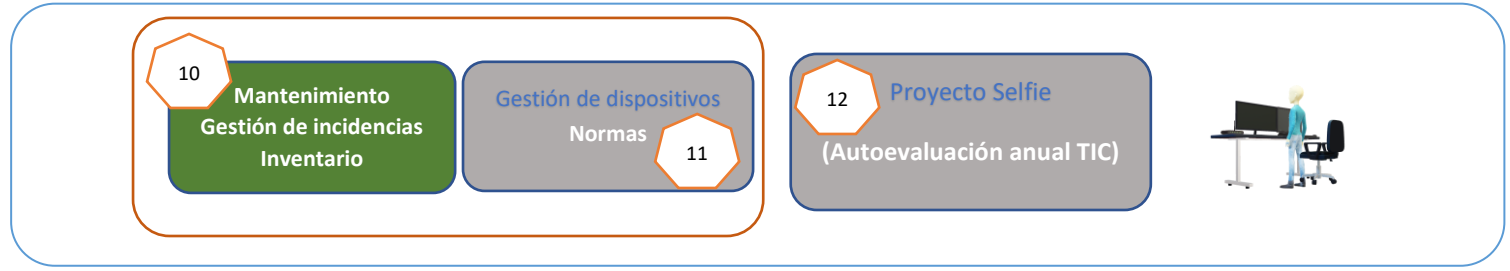 10
Mantenimiento
Gestión de incidencias
Inventario
Gestión de dispositivos
Normas
11
12
Proyecto Selfie
(Autoevaluación anual TIC)